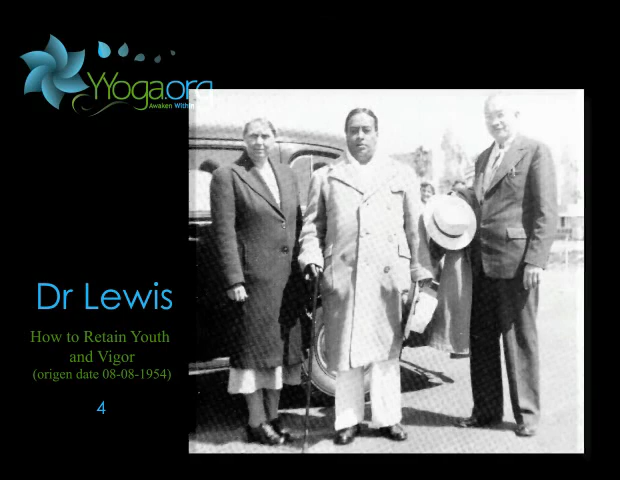 YYoga.org
Awaken Within
Dr Lewis
How to Retain Youth
and Vigor
(origen date 08-08-1954)
4